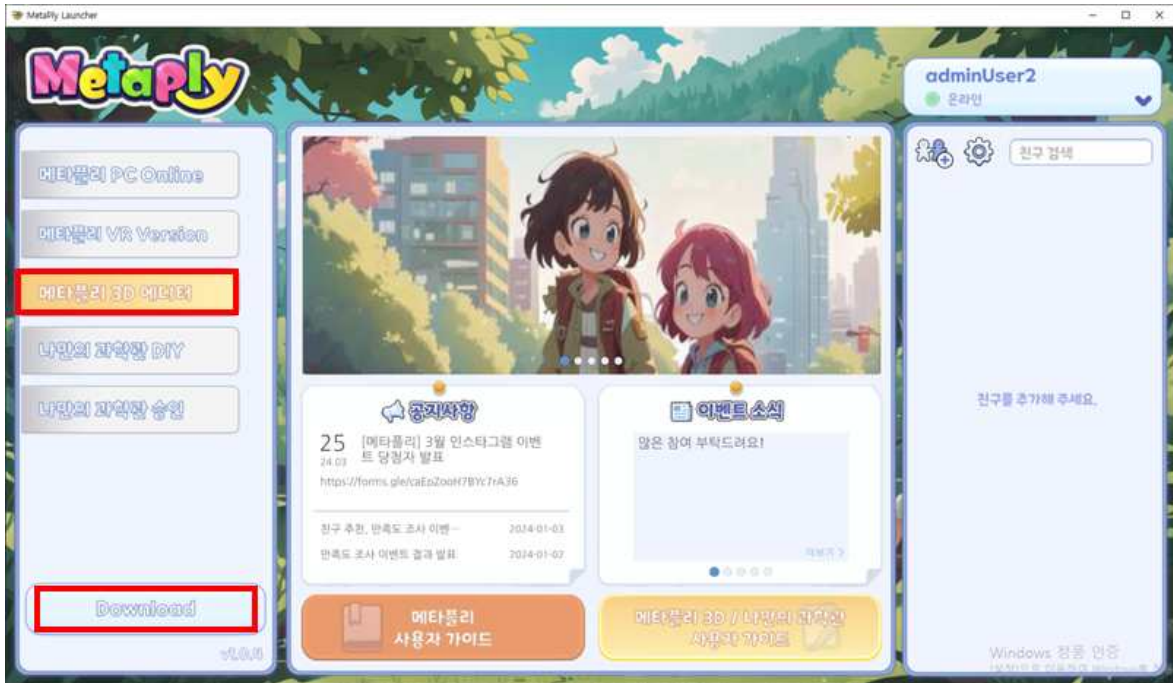 MetaPly Launcher
Metaply
adminUser2
온라인
메타플리 PC Online
메타플리 VR Version
메타플리 3D 에디터
나만의 과학관 DIY
나만의 과학관 승인
친구 검색
친구를 추가해 주세요.
공지사항
25
24.03
[메타플리] 3월 인스타그램 이벤
트 당첨자 발표
친구 추천, 만족도 조사 이벤…
2024-01-03
만족도 조사 이벤트 결과 발표
2024-01-02
이벤트 소식
많은 참여 부탁드려요!
더보기 >
Download
v1.0.4
메타플리
사용자 가이드
메타플리 3D / 나만의 과학관
사용자 가이드
Windows 정품 인증